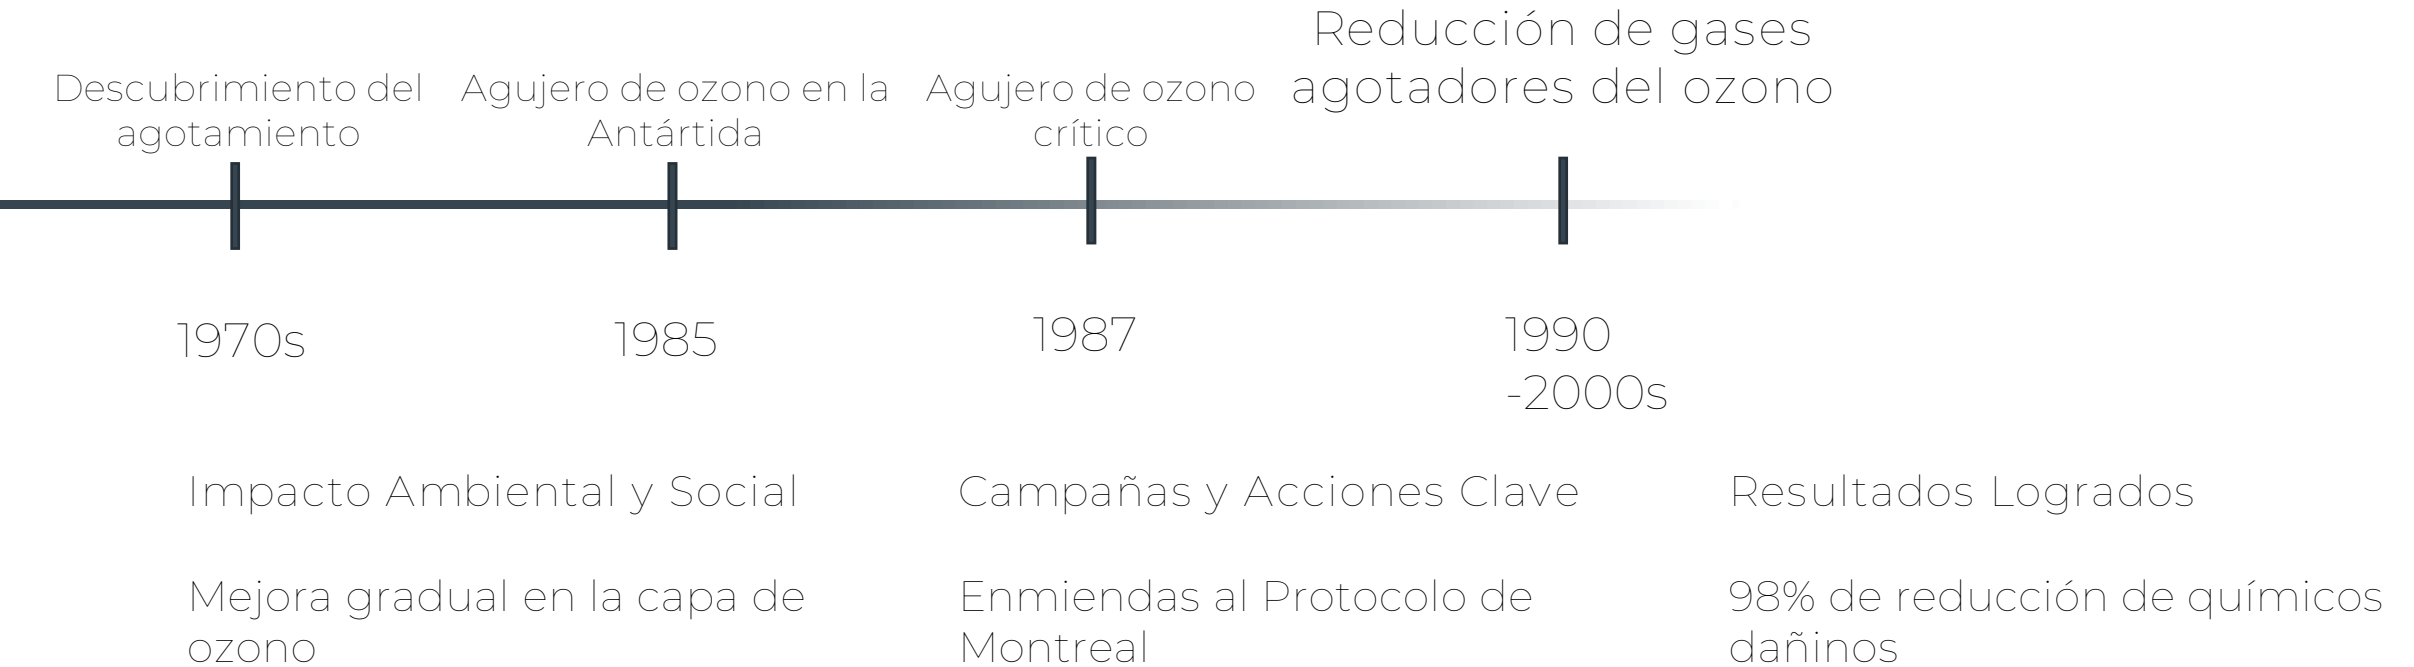 Reducción de gases
agotadores del ozono
Descubrimiento del
agotamiento
Agujero de ozono en la
Antártida
Agujero de ozono
crítico
1970s
1985
1987
1990
-2000s
Impacto Ambiental y Social
Campañas y Acciones Clave
Resultados Logrados
Mejora gradual en la capa de
ozono
Enmiendas al Protocolo de
Montreal
98% de reducción de químicos
dañinos